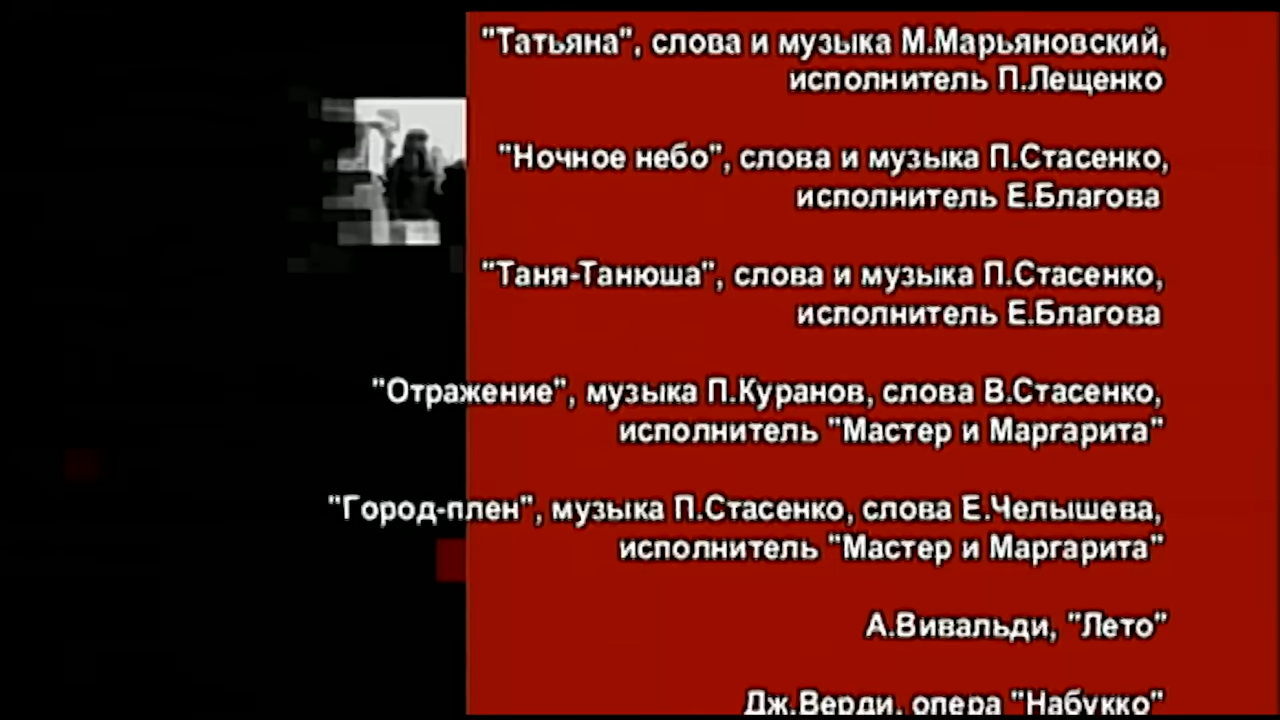 "Татьяна", слова и музыка М.Марьяновский,
исполнитель П.Лещенко
"Ночное небо", слова и музыка П.Стасенко,
исполнитель Е.Благова
"Таня-Танюша", слова и музыка П.Стасенко,
исполнитель Е.Благова
"Отражение", музыка П.Куранов, слова В.Стасенко,
исполнитель "Мастер и Маргарита"
"Город-плен", музыка П.Стасенко, слова Е.Челышева,
исполнитель "Мастер и Маргарита"
А.Вивальди, "Лето"
Дж.Верди, опера "Набукко"